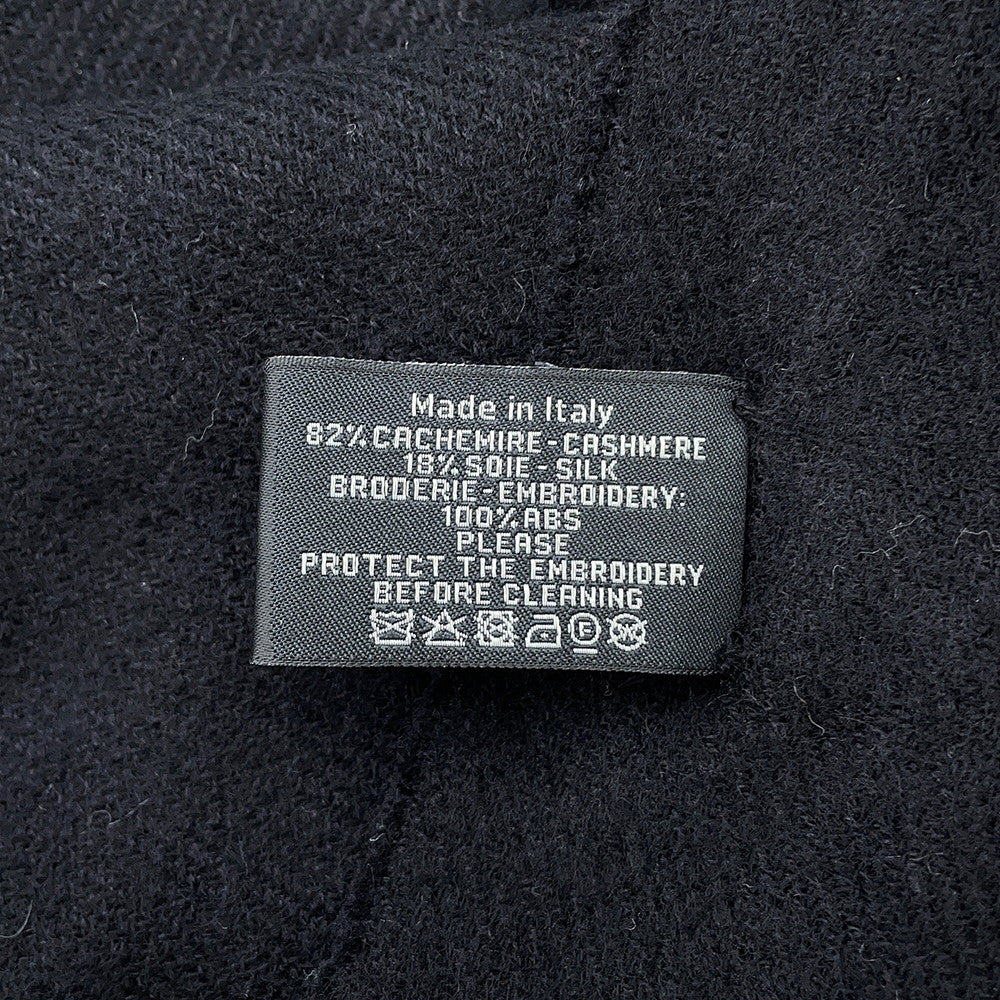 Made in Italy
82% CACHEMIRE - CASHMERE
18% SOIE - SILK
BRODERIE - EMBROIDERY:
100% ABS
PLEASE
PROTECT THE EMBROIDERY
BEFORE CLEANING
F W